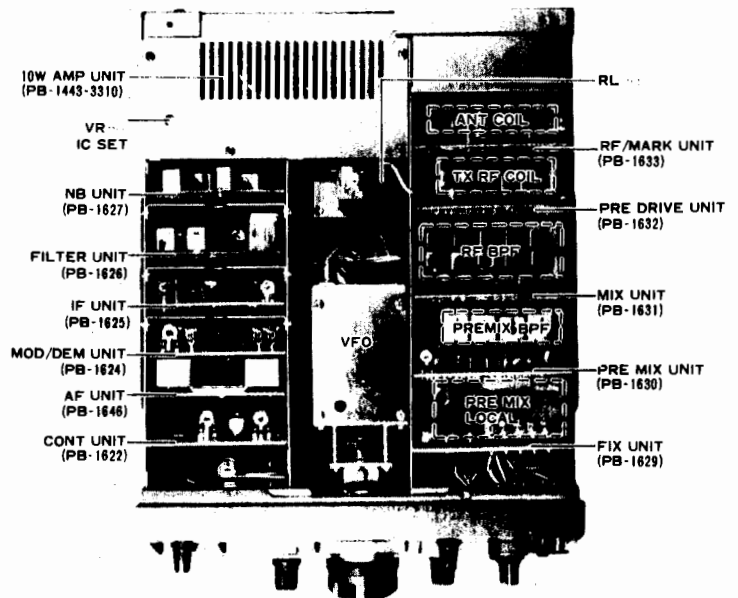 10W AMP UNIT
(PB-1443-3310)
VR
IC SET
NB UNIT
(PB-1627)
FILTER UNIT
(PB-1626)
IF UNIT
(PB-1625)
MOD/DEM UNIT
(PB-1624)
AF UNIT
(PB-1646)
CONT UNIT
(PB-1622)
VFO
RL
ANT COIL
RF/MARK UNIT
(PB-1633)
TX RF COIL
PRE DRIVE UNIT
(PB-1632)
RF BPF
MIX UNIT
(PB-1631)
PREMIX BPF
PRE MIX UNIT
(PB-1630)
PRE MIX
LOCAL
FIX UNIT
(PB-1629)